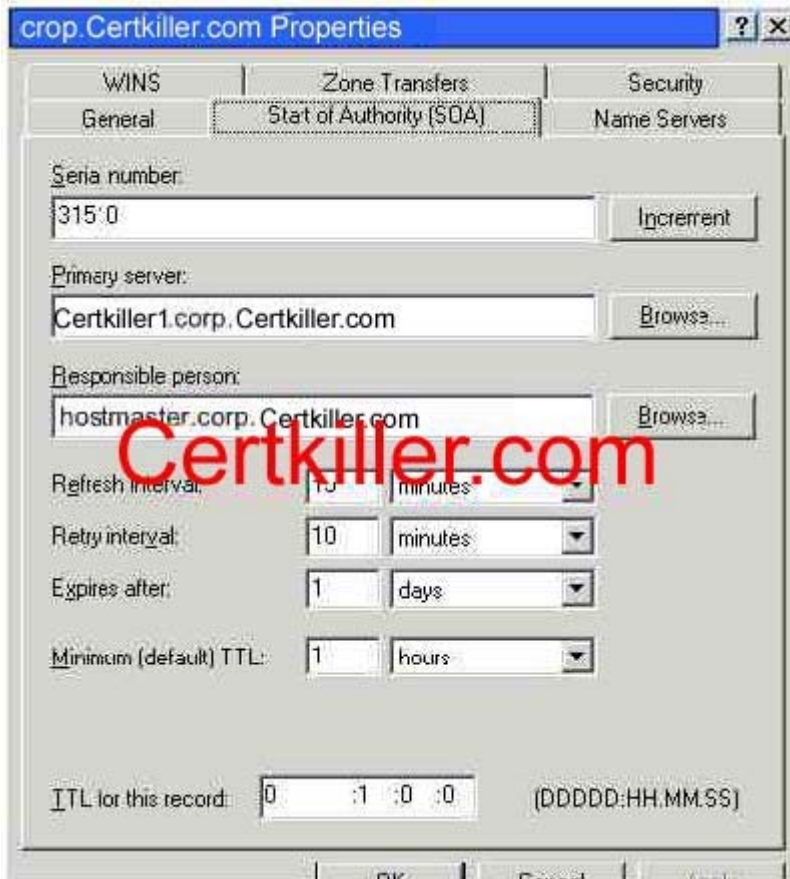 crop.Certkiller.com Properties
WINS Zone Transfers Security
General Start of Authority (SOA) Name Servers
Seria number:
315'0 Increment
Primary server:
Certkiller1.corp.Certkiller.com Browse...
Responsible person:
hostmaster.corp.Certkiller.com Browse...
Certkiller.com
Refresh interval: minutes
Retry interval: 10 minutes
Expires after: 1 days
Minimum (default) TTL: 1 hours
TTL for this record: 0 :1 :0 :0 (DDDDD:HH.MM.SS)
OK Cancel Apply